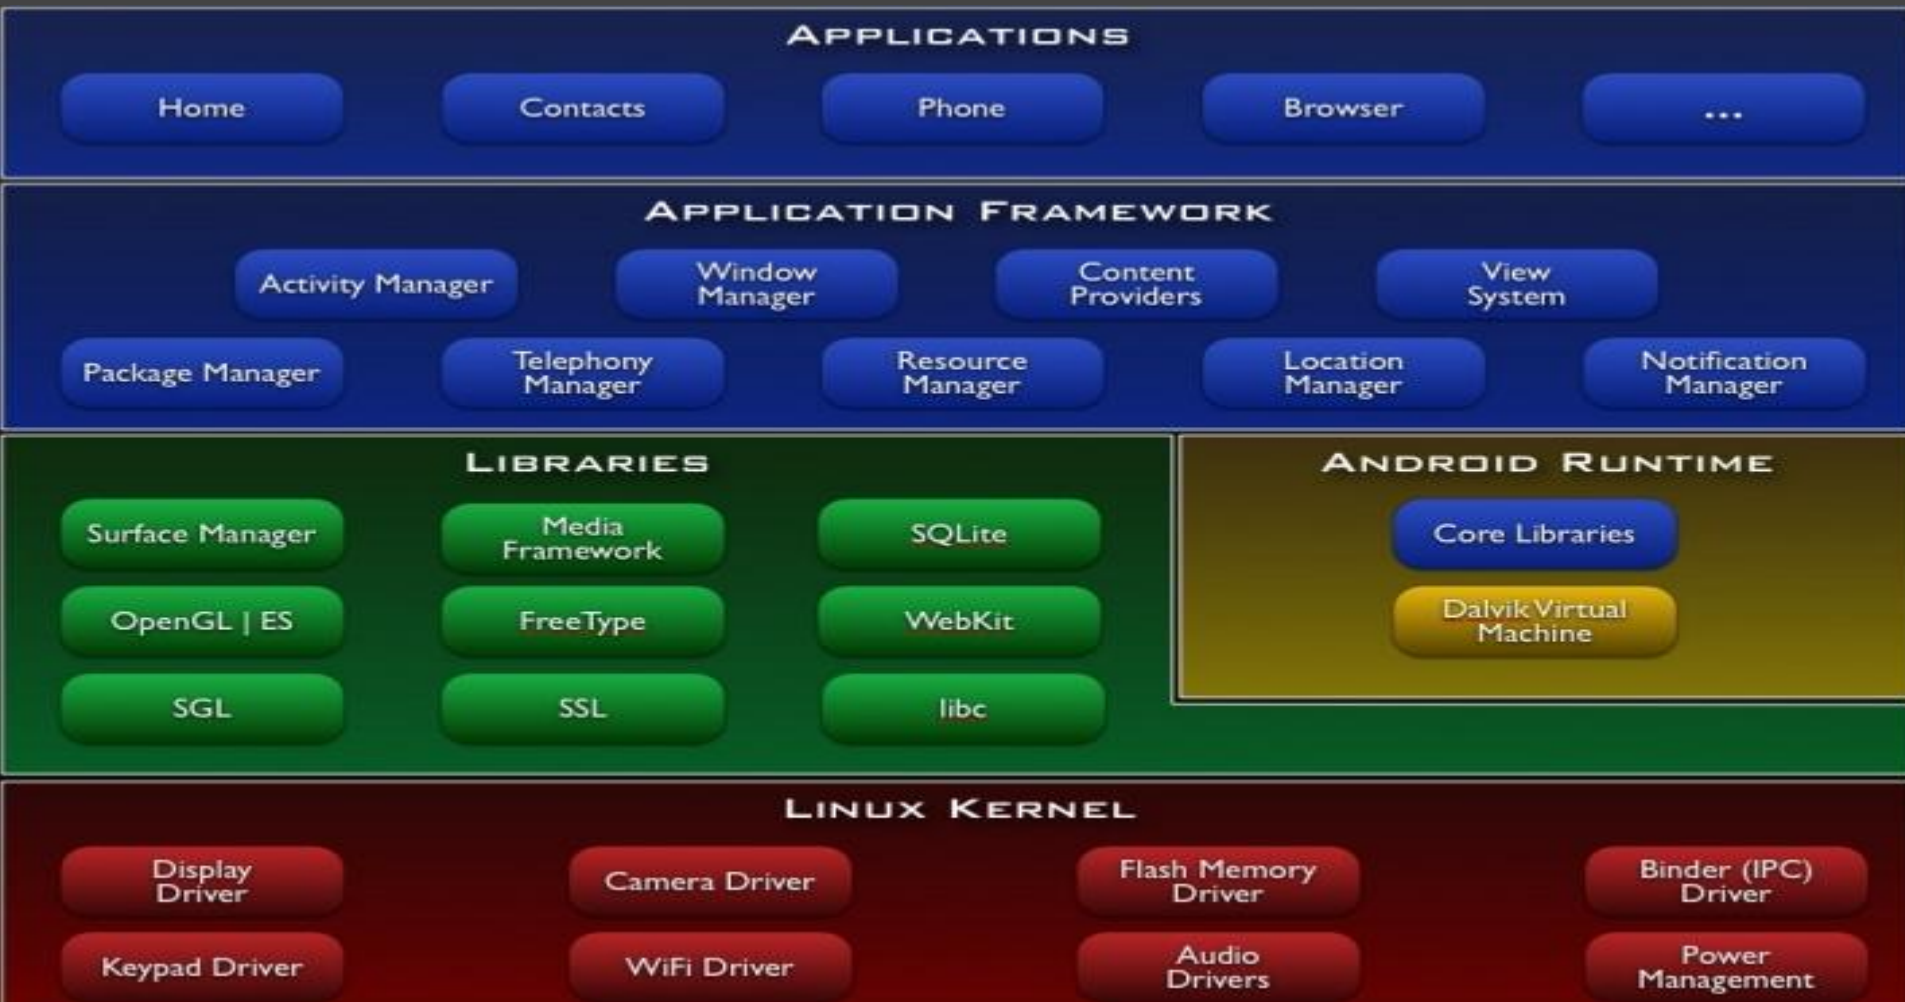 APPLICATIONS
Home
Contacts
Phone
Browser
...
APPLICATION FRAMEWORK
Activity Manager
Window
Manager
Content
Providers
View
System
Package Manager
Telephony
Manager
Resource
Manager
Location
Manager
Notification
Manager
LIBRARIES
Surface Manager
Media
Framework
SQLite
OpenGL | ES
FreeType
WebKit
SGL
SSL
libc
ANDROID RUNTIME
Core Libraries
Dalvik Virtual
Machine
LINUX KERNEL
Display
Driver
Camera Driver
Flash Memory
Driver
Binder (IPC)
Driver
Keypad Driver
WiFi Driver
Audio
Drivers
Power
Management